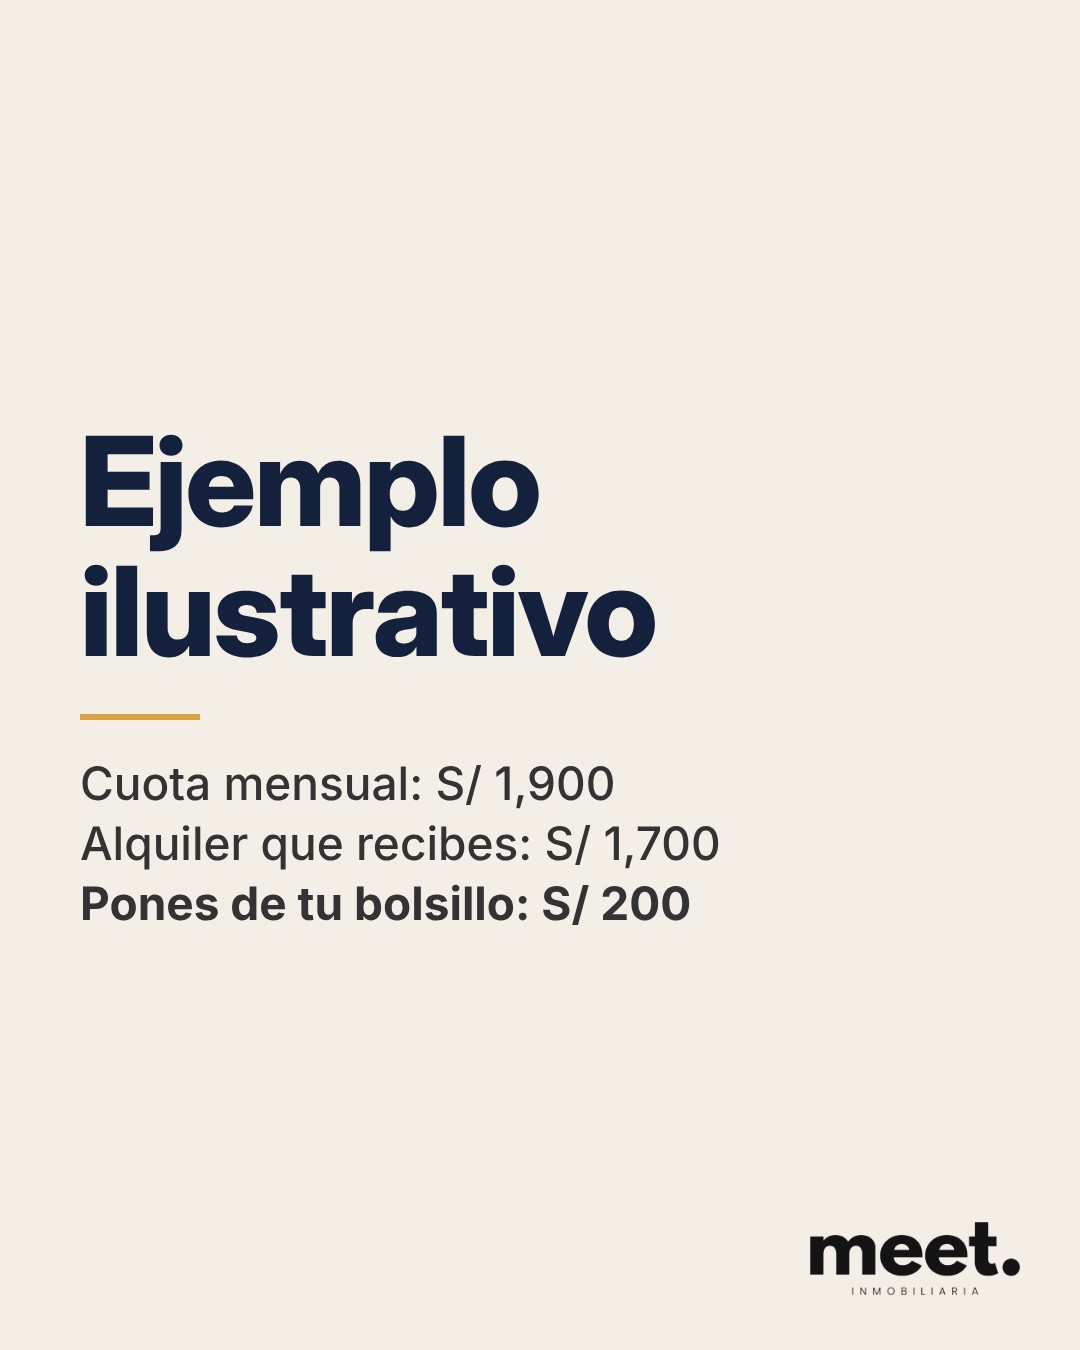 Ejemplo
ilustrativo
Cuota mensual: S/ 1,900
Alquiler que recibes: S/ 1,700
Pones de tu bolsillo: S/ 200
meet.
INMOBILIARIA